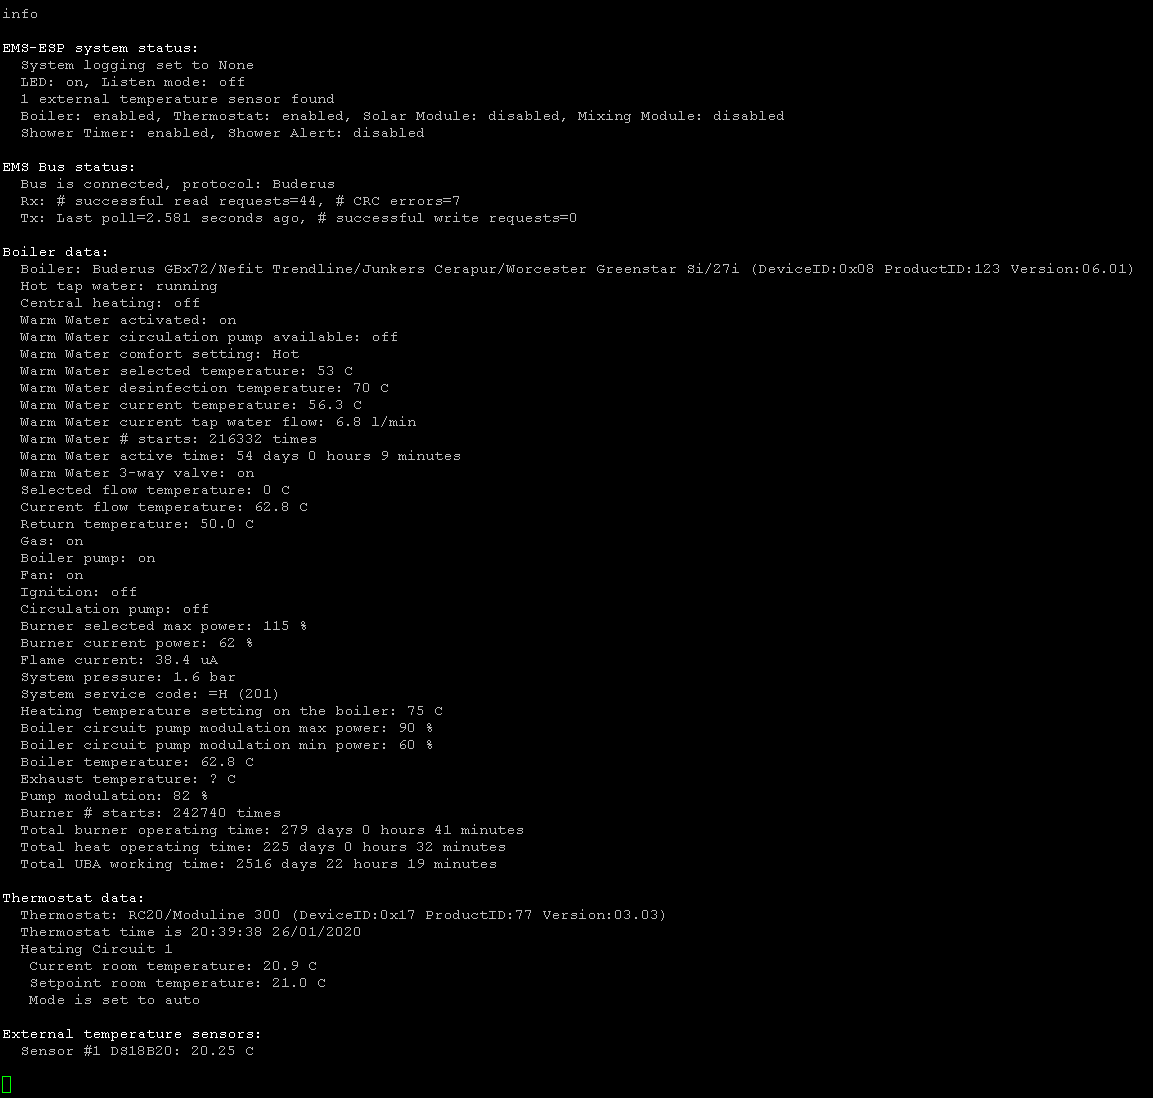 info
EMS-ESP system status:
System logging set to None
LED: on, Listen mode: off
1 external temperature sensor found
Boiler: enabled, Thermostat: enabled, Solar Module: disabled, Mixing Module: disabled
Shower Timer: enabled, Shower Alert: disabled
EMS Bus status:
Bus is connected, protocol: Buderus
Rx: # successful read requests=44, # CRC errors=7
Tx: Last poll=2.581 seconds ago, # successful write requests=0
Boiler data:
Boiler: Buderus GBx72/Nefit Trendline/Junkers Cerapur/Worcester Greenstar Si/27i (DeviceID:0x08 ProductID:123 Version:06.01)
Hot tap water: running
Central heating: off
Warm Water activated: on
Warm Water circulation pump available: off
Warm Water comfort setting: Hot
Warm Water selected temperature: 53 C
Warm Water desinfection temperature: 70 C
Warm Water current temperature: 56.3 C
Warm Water current tap water flow: 6.8 l/min
Warm Water # starts: 216332 times
Warm Water active time: 54 days 0 hours 9 minutes
Warm Water 3-way valve: on
Selected flow temperature: 0 C
Current flow temperature: 62.8 C
Return temperature: 50.0 C
Gas: on
Boiler pump: on
Fan: on
Ignition: off
Circulation pump: off
Burner selected max power: 115 %
Burner current power: 62 %
Flame current: 38.4 uA
System pressure: 1.6 bar
System service code: =H (201)
Heating temperature setting on the boiler: 75 C
Boiler circuit pump modulation max power: 90 %
Boiler circuit pump modulation min power: 60 %
Boiler temperature: 62.8 C
Exhaust temperature: ? C
Pump modulation: 82 %
Burner # starts: 242740 times
Total burner operating time: 279 days 0 hours 41 minutes
Total heat operating time: 225 days 0 hours 32 minutes
Total UBA working time: 2516 days 22 hours 19 minutes
Thermostat data:
Thermostat: RC20/Moduline 300 (DeviceID:0x17 ProductID:77 Version:03.03)
Thermostat time is 20:39:38 26/01/2020
Heating Circuit 1
Current room temperature: 20.9 C
Setpoint room temperature: 21.0 C
Mode is set to auto
External temperature sensors:
Sensor #1 DS18B20: 20.25 C